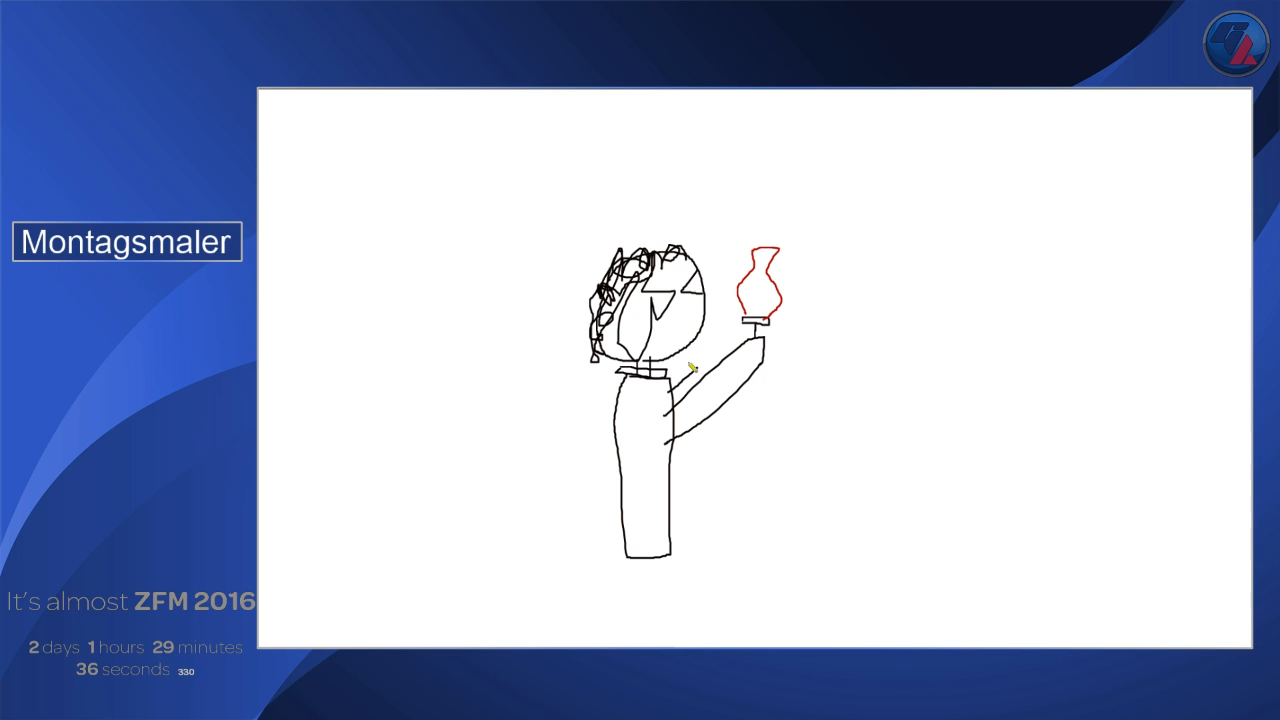 Montagsmaler
It's almost ZFM 2016
2 days 1 hours 29 minutes
36 seconds 330